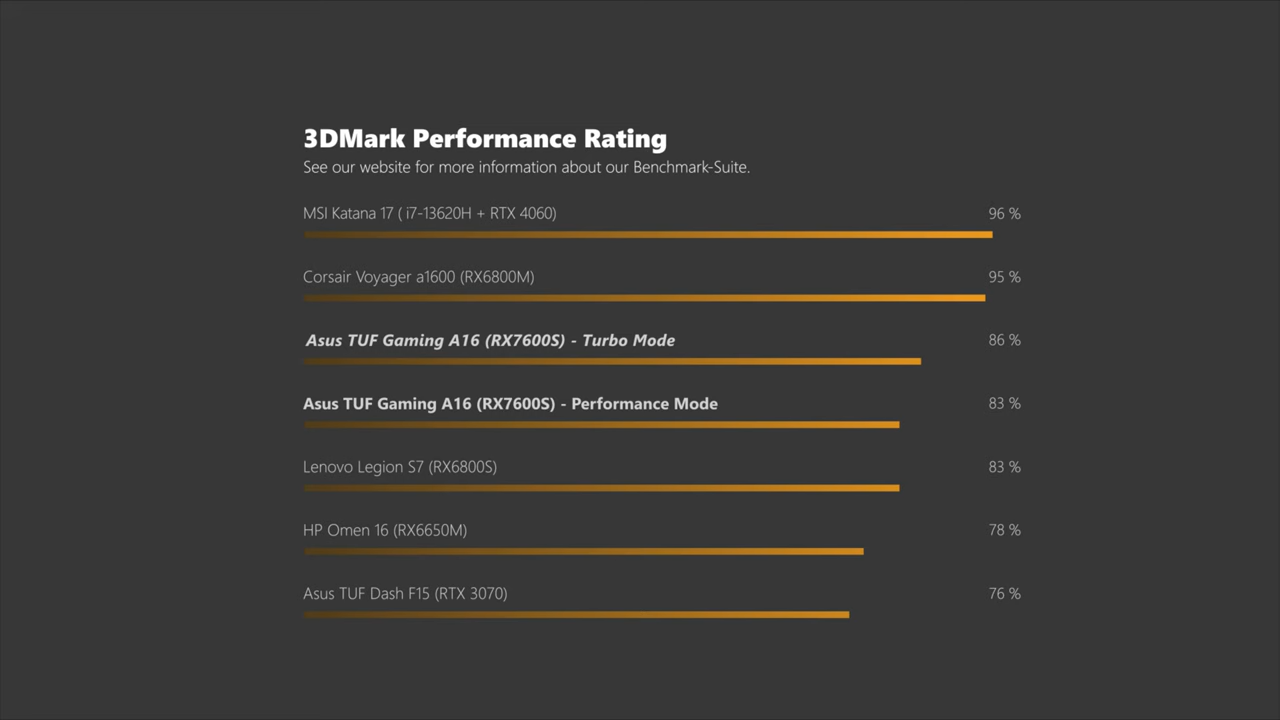 3DMark Performance Rating
See our website for more information about our Benchmark-Suite.
MSI Katana 17 ( i7-13620H + RTX 4060) 96 %
Corsair Voyager a1600 (RX6800M) 95 %
Asus TUF Gaming A16 (RX7600S) - Turbo Mode 86 %
Asus TUF Gaming A16 (RX7600S) - Performance Mode 83 %
Lenovo Legion S7 (RX6800S) 83 %
HP Omen 16 (RX6650M) 78 %
Asus TUF Dash F15 (RTX 3070) 76 %